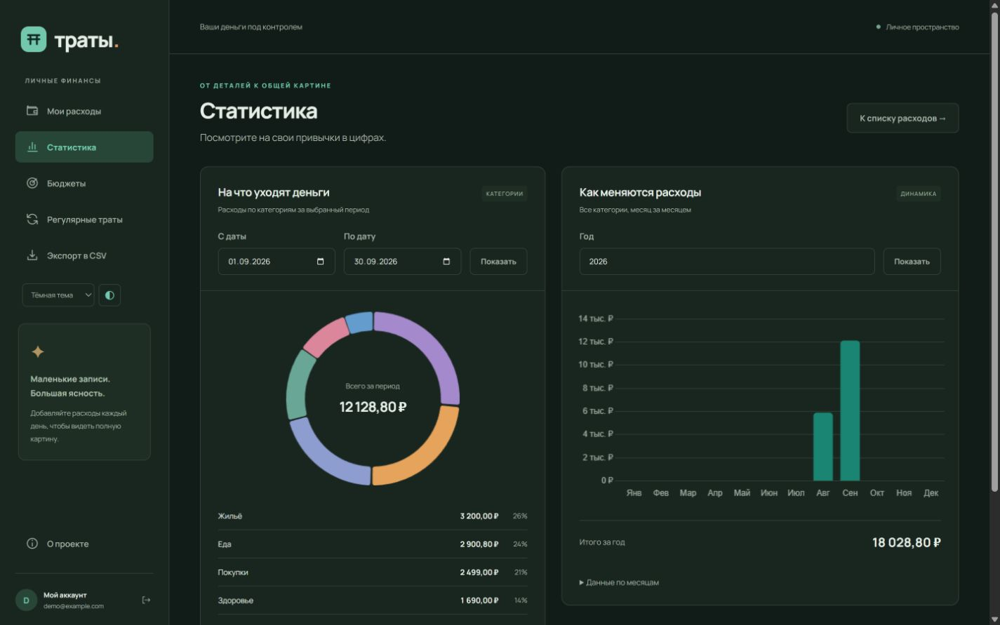 траты.
ЛИЧНЫЕ ФИНАНСЫ
Мои расходы
Статистика
Бюджеты
Регулярные траты
Экспорт в CSV
Тёмная тема
Маленькие записи.
Большая ясность.
Добавляйте расходы каждый
день, чтобы видеть полную
картину.
О проекте
D
Мой аккаунт
demo@example.com
Ваши деньги под контролем
Личное пространство
ОТ ДЕТАЛЕЙ К ОБЩЕЙ КАРТИНЕ
Статистика
Посмотрите на свои привычки в цифрах.
К списку расходов →
На что уходят деньги
КАТЕГОРИИ
Расходы по категориям за выбранный период
С даты
По дату
01.09.2026
30.09.2026
Показать
Всего за период
12 128,80 ₽
Жильё 3 200,00 ₽ 26%
Еда 2 900,80 ₽ 24%
Покупки 2 499,00 ₽ 21%
Здоровье 1 690,00 ₽ 14%
Как меняются расходы
ДИНАМИКА
Все категории, месяц за месяцем
Год
2026
Показать
14 тыс. ₽
12 тыс. ₽
10 тыс. ₽
8 тыс. ₽
6 тыс. ₽
4 тыс. ₽
2 тыс. ₽
0 ₽
Янв Фев Мар Апр Май Июн Июл Авг Сен Окт Ноя Дек
Итого за год
18 028,80 ₽
Данные по месяцам